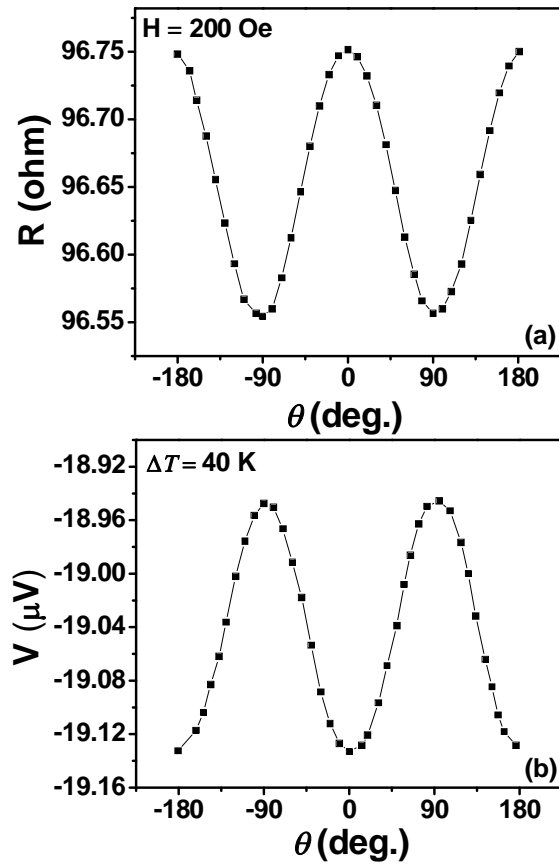 H = 200 Oe
96.75
96.70
96.65
96.60
96.55
R (ohm)
(a)
-180 -90 0 90 180
θ (deg.)
ΔT = 40 K
-18.92
-18.96
-19.00
-19.04
-19.08
-19.12
-19.16
V (μV)
(b)
-180 -90 0 90 180
θ (deg.)